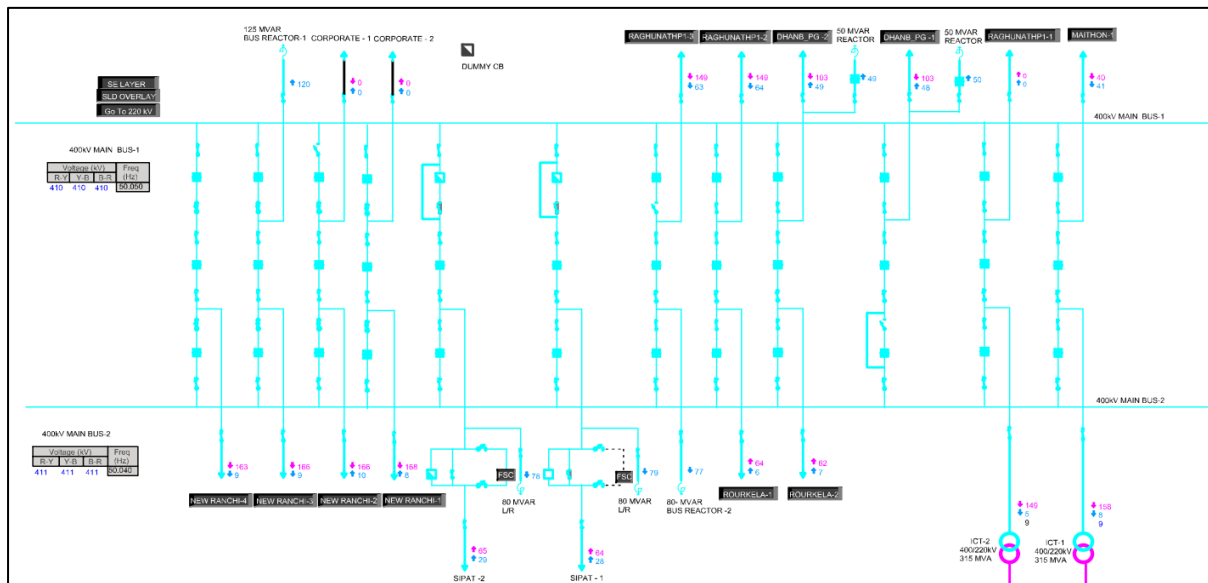 125 MVAR
BUS REACTOR-1 CORPORATE - 1 CORPORATE - 2
DUMMY CB
RAGHUNATHP1-3
RAGHUNATHP1-2
DHANB_PG -2
50 MVAR
REACTOR
DHANB_PG -1
50 MVAR
REACTOR
RAGHUNATHP1-1
MAITHON-1
SE LAYER
SLD OVERLAY
Go To 220 kV
120
0
0
0
0
149
63
149
64
193
49
49
193
48
50
0
0
40
41
400kV MAIN BUS-1
400kV MAIN BUS-1
Voltage (kV) Freq
R-Y Y-B B-R (Hz)
410 410 410 50.050
400kV MAIN BUS-2
400kV MAIN BUS-2
Voltage (kV) Freq
R-Y Y-B B-R (Hz)
411 411 411 50.040
163
9
166
9
166
10
168
8
FSC
78
FSC
79
77
64
6
62
7
NEW RANCHI-4
NEW RANCHI-3
NEW RANCHI-2
NEW RANCHI-1
80 MVAR
L/R
80 MVAR
L/R
80- MVAR
BUS REACTOR -2
ROURKELA-1
ROURKELA-2
149
5
9
158
8
9
65
29
64
28
SIPAT -2
SIPAT - 1
ICT-2
400/220kV
315 MVA
ICT-1
400/220kV
315 MVA